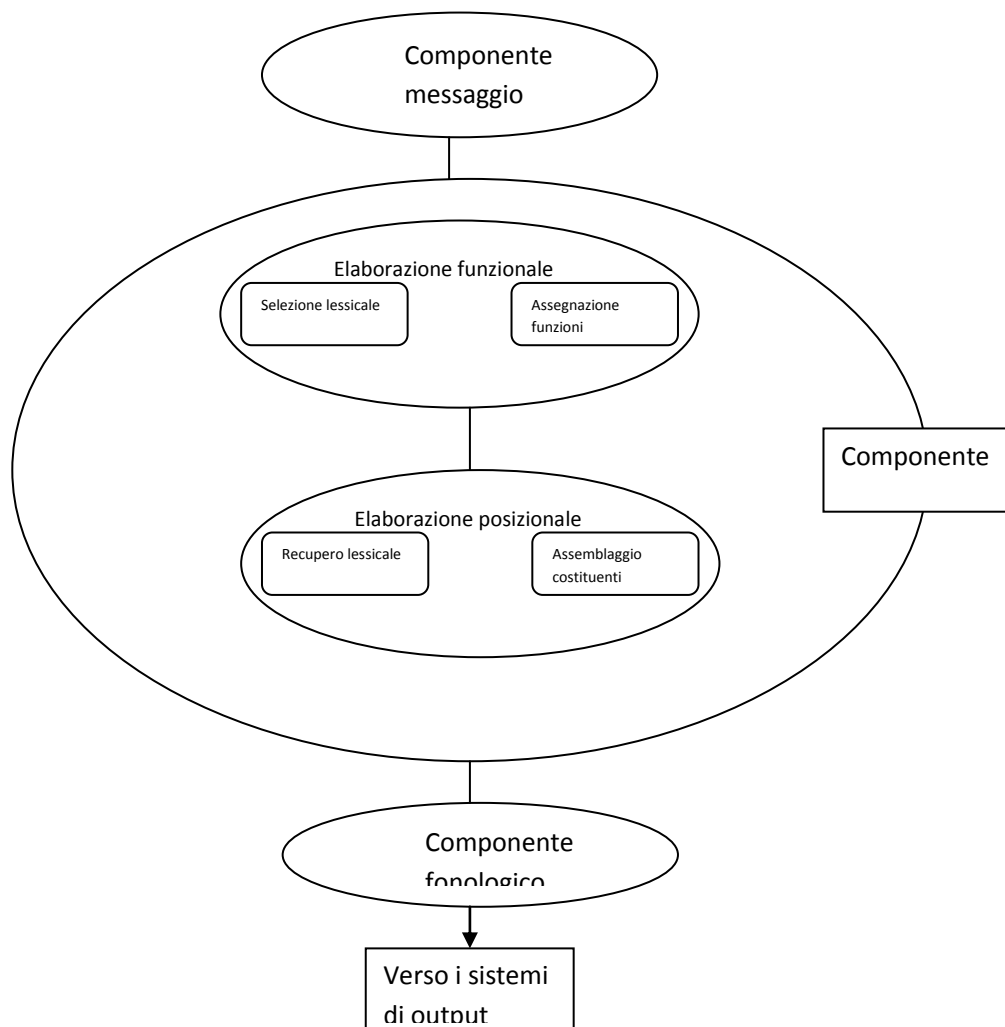 Componente
messaggio
Elaborazione funzionale
Selezione lessicale
Assegnazione
funzioni
Componente
Elaborazione posizionale
Recupero lessicale
Assemblaggio
costituenti
Componente
fonologico
Verso i sistemi
di output